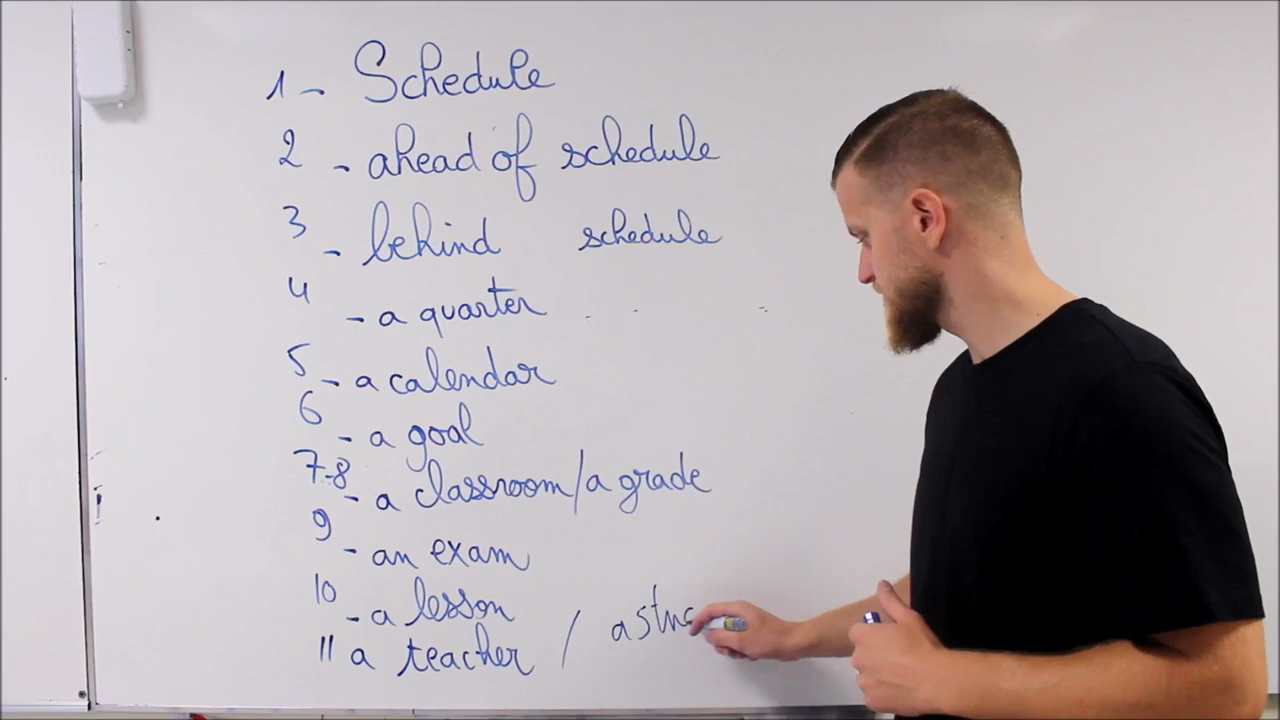 1 - Schedule
2 - ahead of schedule
3 - behind schedule
4 - a quarter
5 - a calendar
6 - a goal
7-8 - a classroom / a grade
9 - an exam
10 - a lesson
11 a teacher / a stu